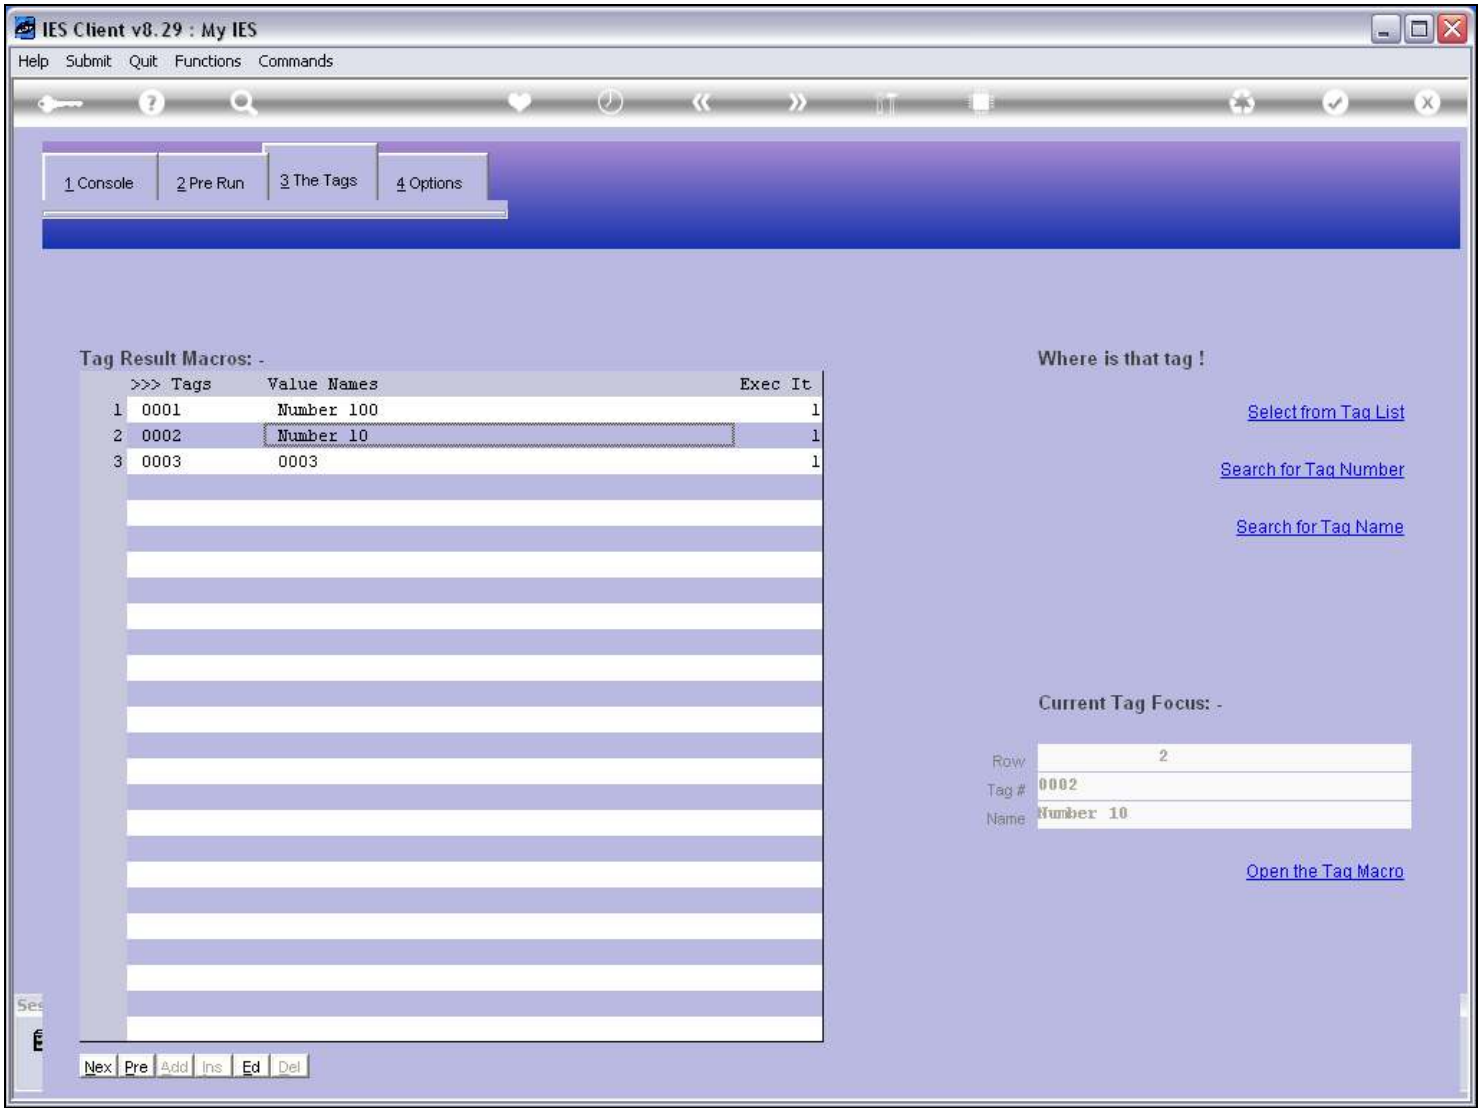 IES Client v8.29 : My IES
Help Submit Quit Functions Commands
1 Console 2 Pre Run 3 The Tags 4 Options
Tag Result Macros: -
>>> Tags Value Names Exec It
1 0001 Number 100 1
2 0002 Number 10 1
3 0003 0003 1
Where is that tag !
Select from Tag List
Search for Tag Number
Search for Tag Name
Current Tag Focus: -
Row 2
Tag # 0002
Name Number 10
Open the Tag Macro
Ses
Nex Pre Add Ins Ed Del